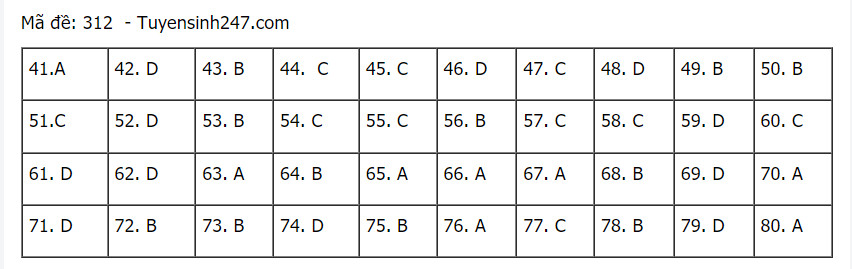 Mã đề: 312 - Tuyensinh247.com
41.A 42. D 43. B 44. C 45. C 46. D 47. C 48. D 49. B 50. B
51.C 52. D 53. B 54. C 55. C 56. B 57. C 58. C 59. D 60. C
61. D 62. D 63. A 64. B 65. A 66. A 67. A 68. B 69. D 70. A
71. D 72. B 73. B 74. D 75. B 76. A 77. C 78. B 79. D 80. A